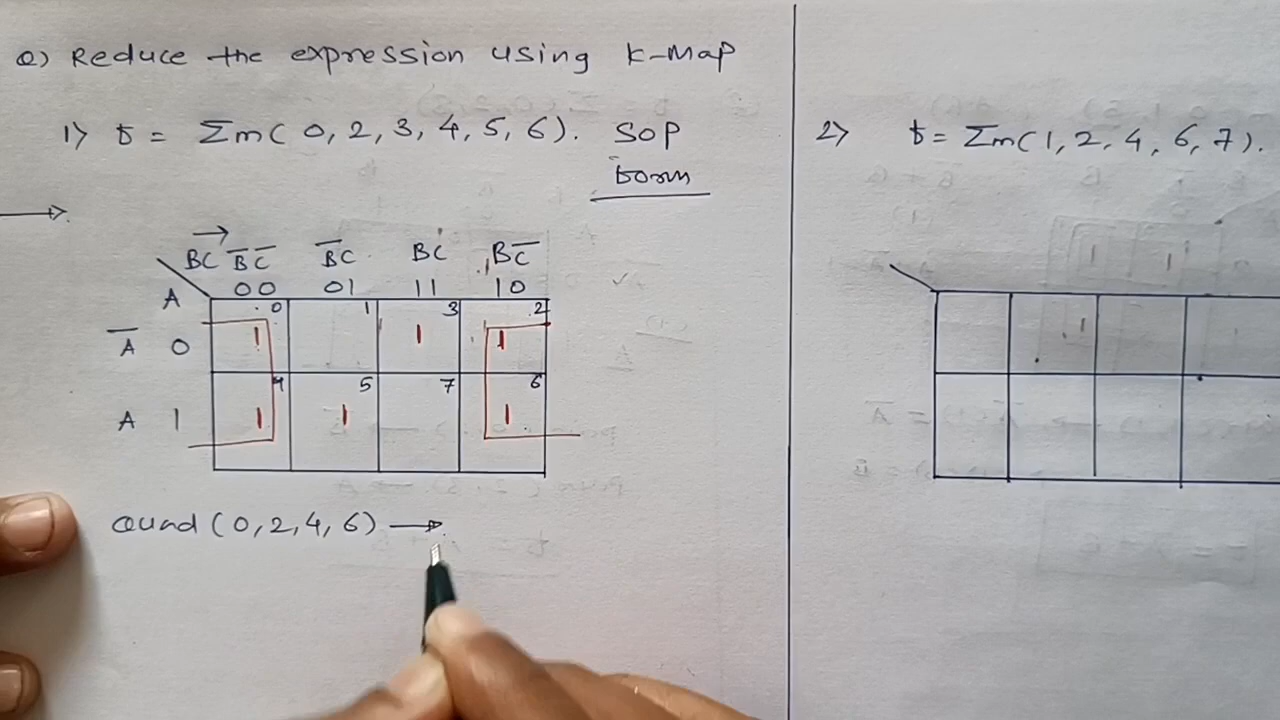 Q) Reduce the expression using K-Map
1) f = Σm( 0, 2, 3, 4, 5, 6). SOP
form
BC B̅C̅ B̅C BC BC̅
A 00 01 11 10
0 1 3 2
A̅ 0 1 1 1
4 5 7 6
A 1 1 1 1
Quad (0, 2, 4, 6) →
2) f = Σm(1, 2, 4, 6, 7).